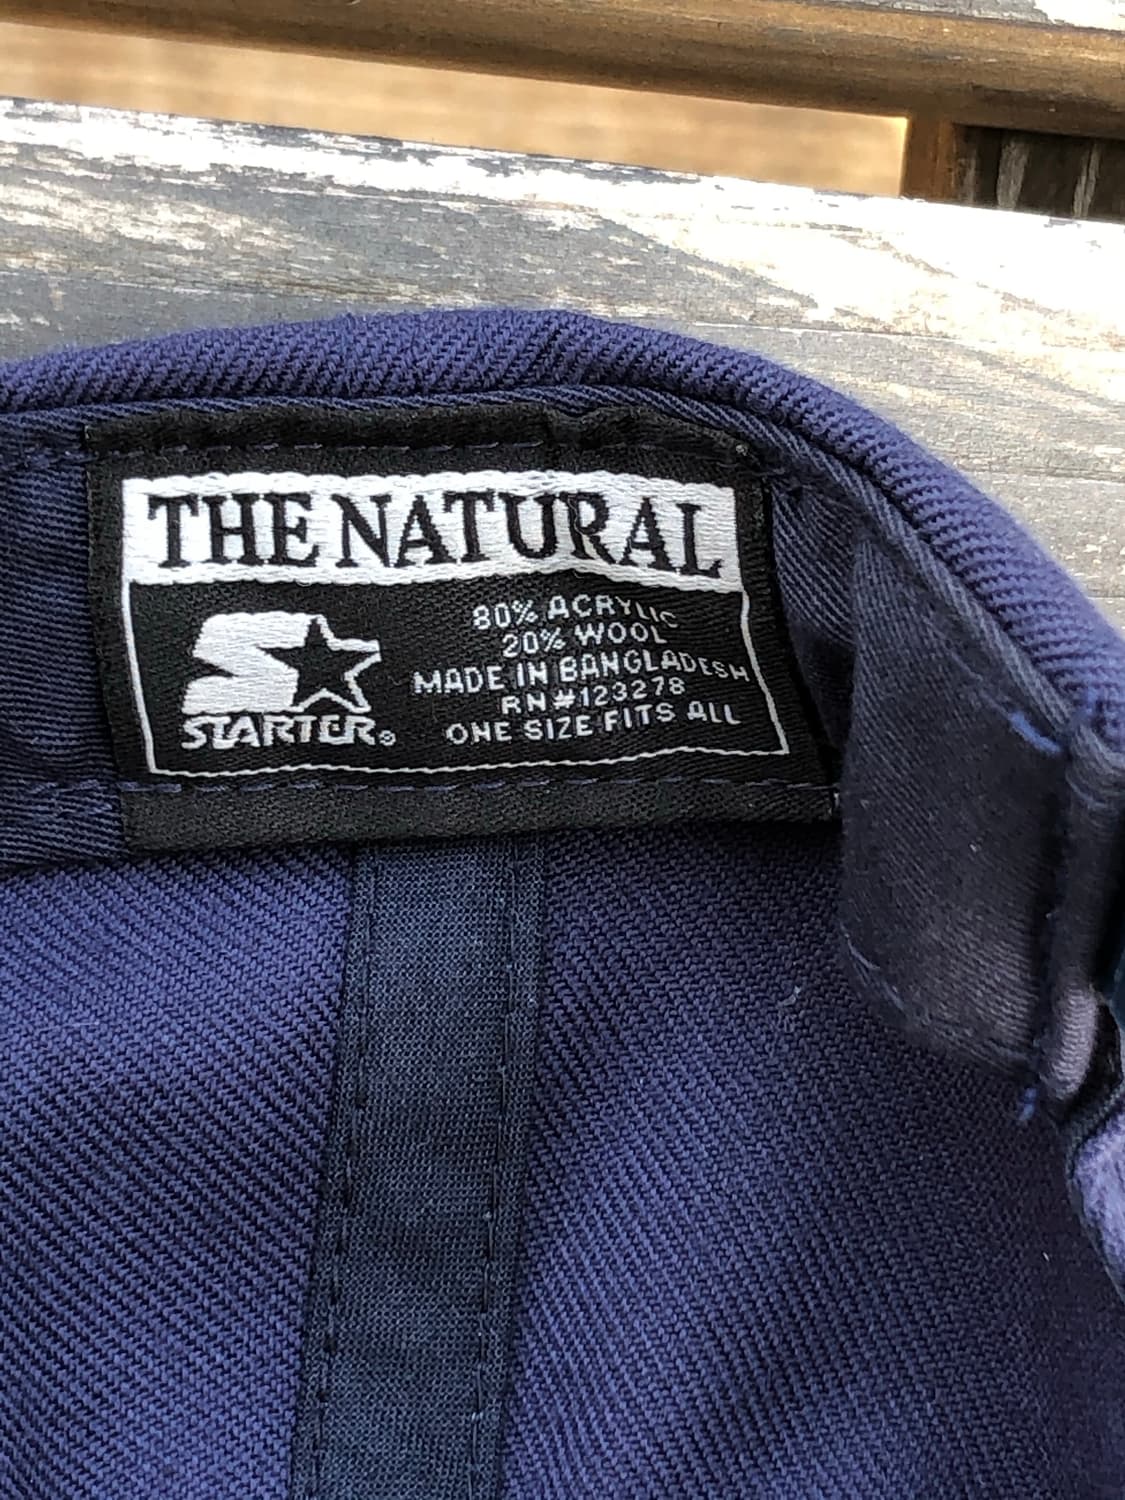 THE NATURAL
STARTER®
80% ACRYLIC
20% WOOL
MADE IN BANGLADESH
RN#123278
ONE SIZE FITS ALL